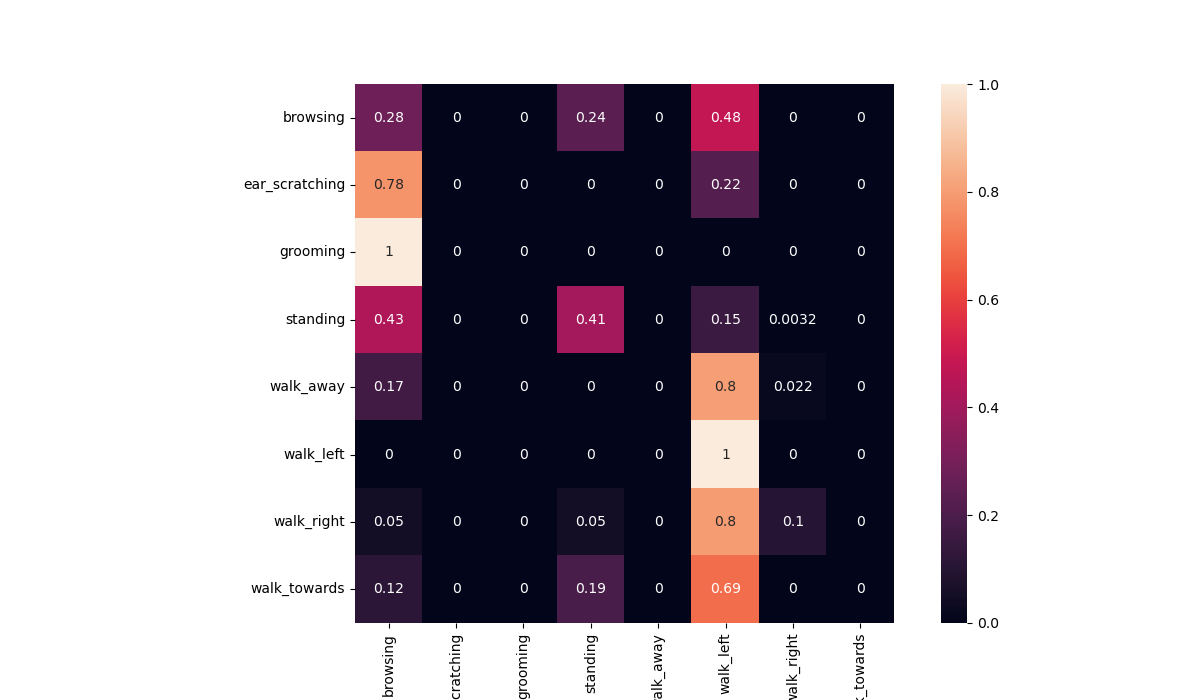 browsing 0.28 0 0 0.24 0 0.48 0 0 1.0
ear_scratching 0.78 0 0 0 0 0.22 0 0 0.8
grooming 1 0 0 0 0 0 0 0
standing 0.43 0 0 0.41 0 0.15 0.0032 0 0.6
walk_away 0.17 0 0 0 0 0.8 0.022 0 0.4
walk_left 0 0 0 0 0 1 0 0
walk_right 0.05 0 0 0.05 0 0.8 0.1 0 0.2
walk_towards 0.12 0 0 0.19 0 0.69 0 0 0.0
browsing
cratching
grooming
standing
alk_away
walk_left
walk_right
k_towards